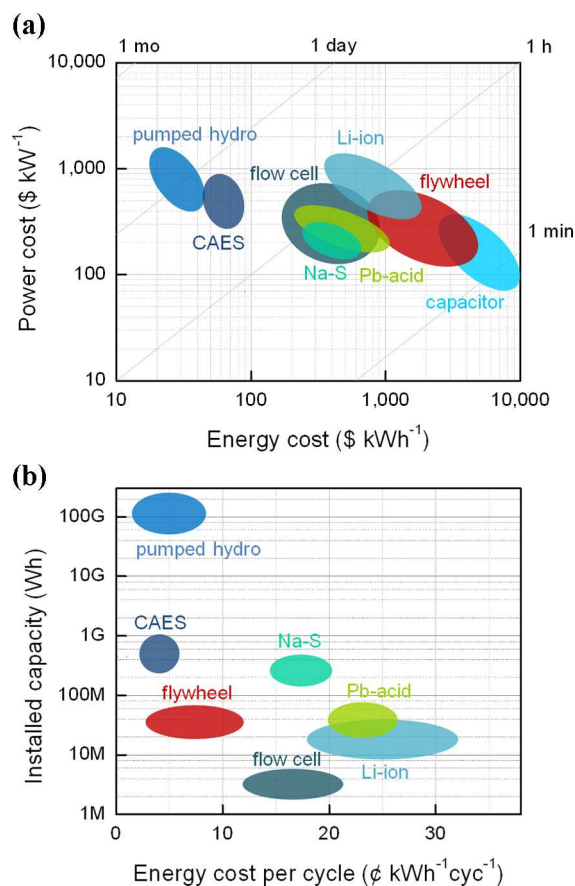 (a)
1 mo
1 day
1 h
10,000
pumped hydro
Li-ion
1,000
flow cell
flywheel
CAES
1 min
Na-S
Pb-acid
100
capacitor
10
10
100
1,000
10,000
Power cost ($ kW-1)
Energy cost ($ kWh-1)
(b)
100G
pumped hydro
10G
CAES
1G
Na-S
flywheel
Pb-acid
100M
10M
flow cell
Li-ion
1M
0
10
20
30
Installed capacity (Wh)
Energy cost per cycle (¢ kWh-1cyc-1)